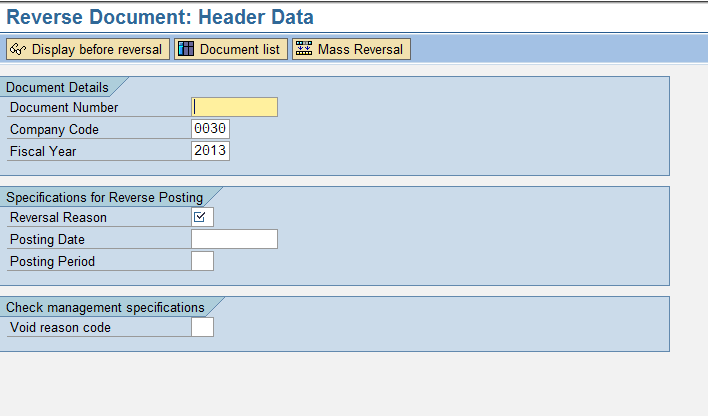 Reverse Document: Header Data
Display before reversal Document list Mass Reversal
Document Details
Document Number
Company Code 0030
Fiscal Year 2013
Specifications for Reverse Posting
Reversal Reason
Posting Date
Posting Period
Check management specifications
Void reason code